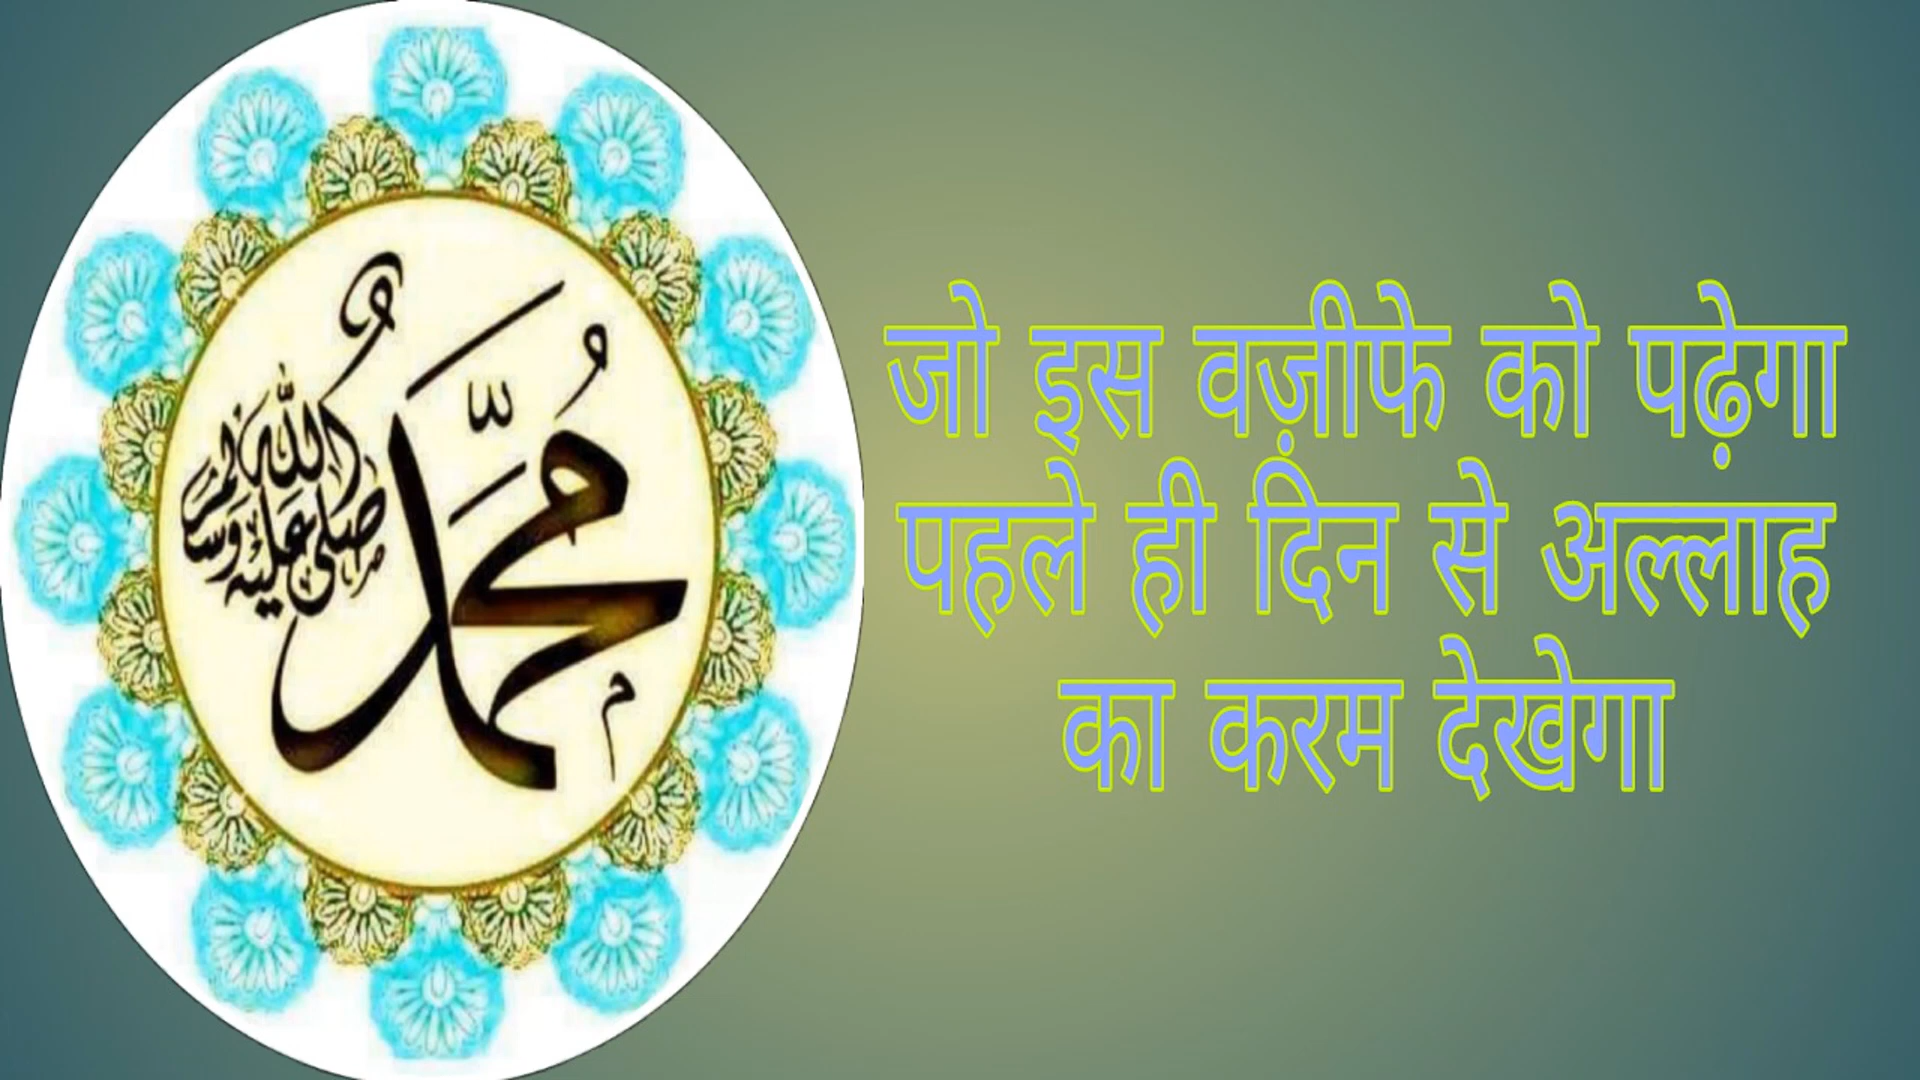 محمد
صلى الله عليه وسلم
जो इस वज़ीफे को पढ़ेगा
पहले ही दिन से अल्लाह
का करम देखेगा